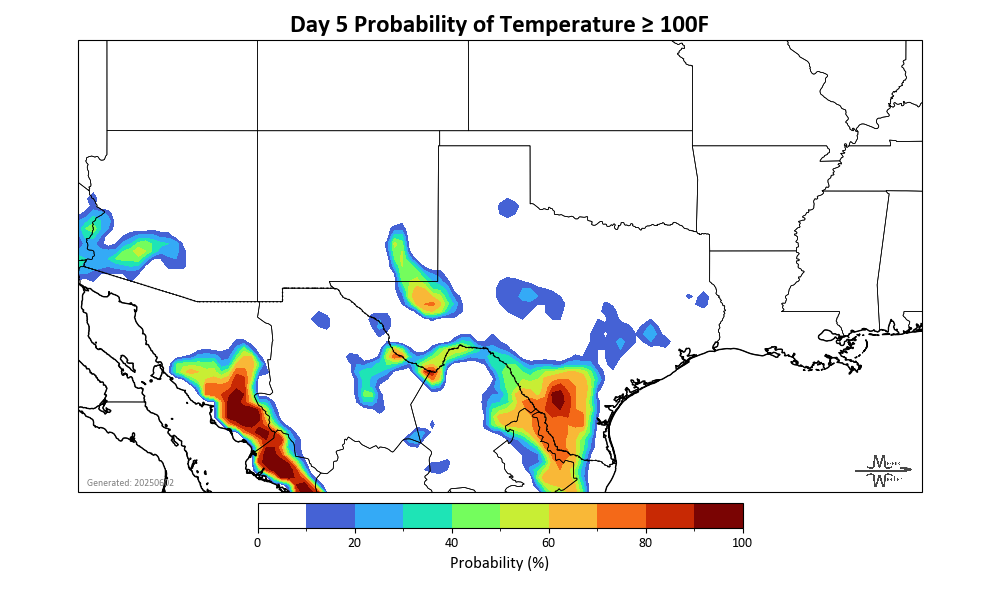 Day 5 Probability of Temperature ≥ 100F
Generated: 20250602
0 20 40 60 80 100
Probability (%)